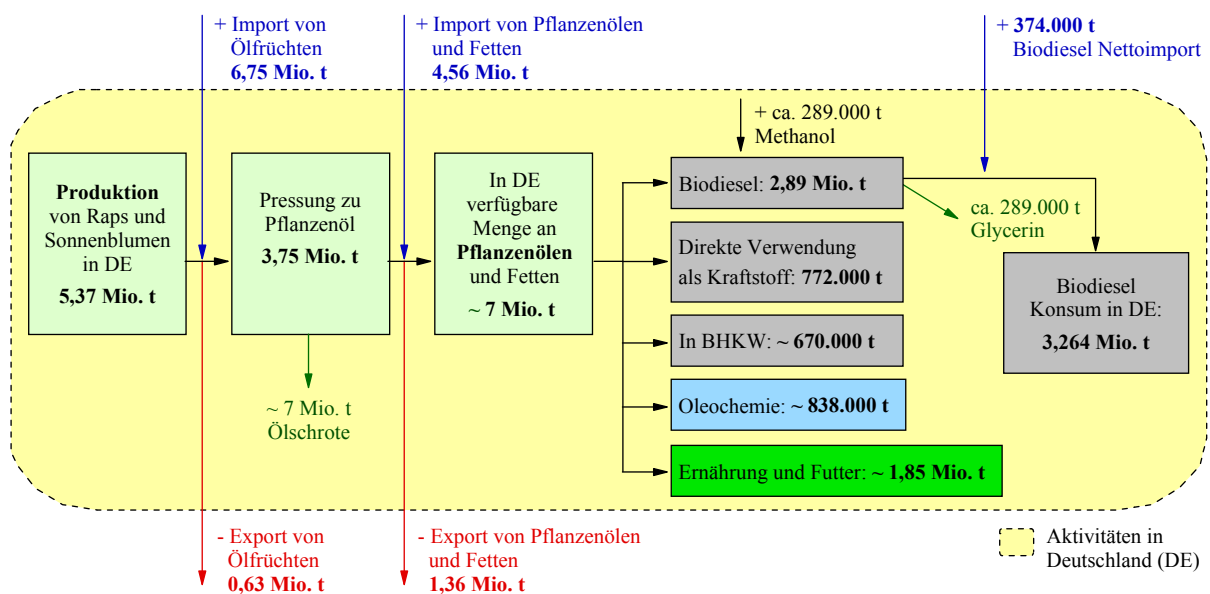 + Import von
Ölfrüchten
6,75 Mio. t
+ Import von Pflanzenölen
und Fetten
4,56 Mio. t
+ 374.000 t
Biodiesel Nettoimport
+ ca. 289.000 t
Methanol
Produktion
von Raps und
Sonnenblumen
in DE
5,37 Mio. t
Pressung zu
Pflanzenöl
3,75 Mio. t
In DE
verfügbare
Menge an
Pflanzenölen
und Fetten
~ 7 Mio. t
Biodiesel: 2,89 Mio. t
ca. 289.000 t
Glycerin
Direkte Verwendung
als Kraftstoff: 772.000 t
Biodiesel
Konsum in DE:
3,264 Mio. t
In BHKW: ~ 670.000 t
~ 7 Mio. t
Ölschrote
Oleochemie: ~ 838.000 t
Ernährung und Futter: ~ 1,85 Mio. t
- Export von
Ölfrüchten
0,63 Mio. t
- Export von Pflanzenölen
und Fetten
1,36 Mio. t
Aktivitäten in
Deutschland (DE)